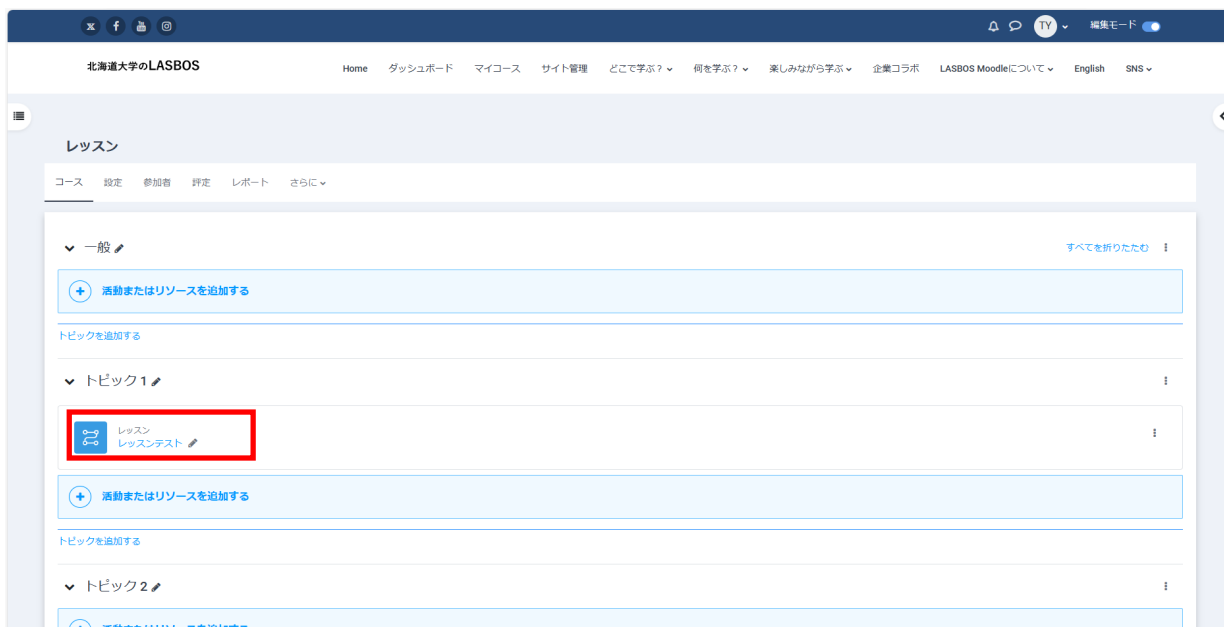 TY 編集モード
北海道大学のLASBOS Home ダッシュボード マイコース サイト管理 どこで学ぶ? 何を学ぶ? 楽しみながら学ぶ 企業コラボ LASBOS Moodleについて English SNS
レッスン
コース 設定 参加者 評定 レポート さらに
一般 すべてを折りたたむ
活動またはリソースを追加する
トピックを追加する
トピック 1
レッスン
レッスンテスト
活動またはリソースを追加する
トピックを追加する
トピック 2